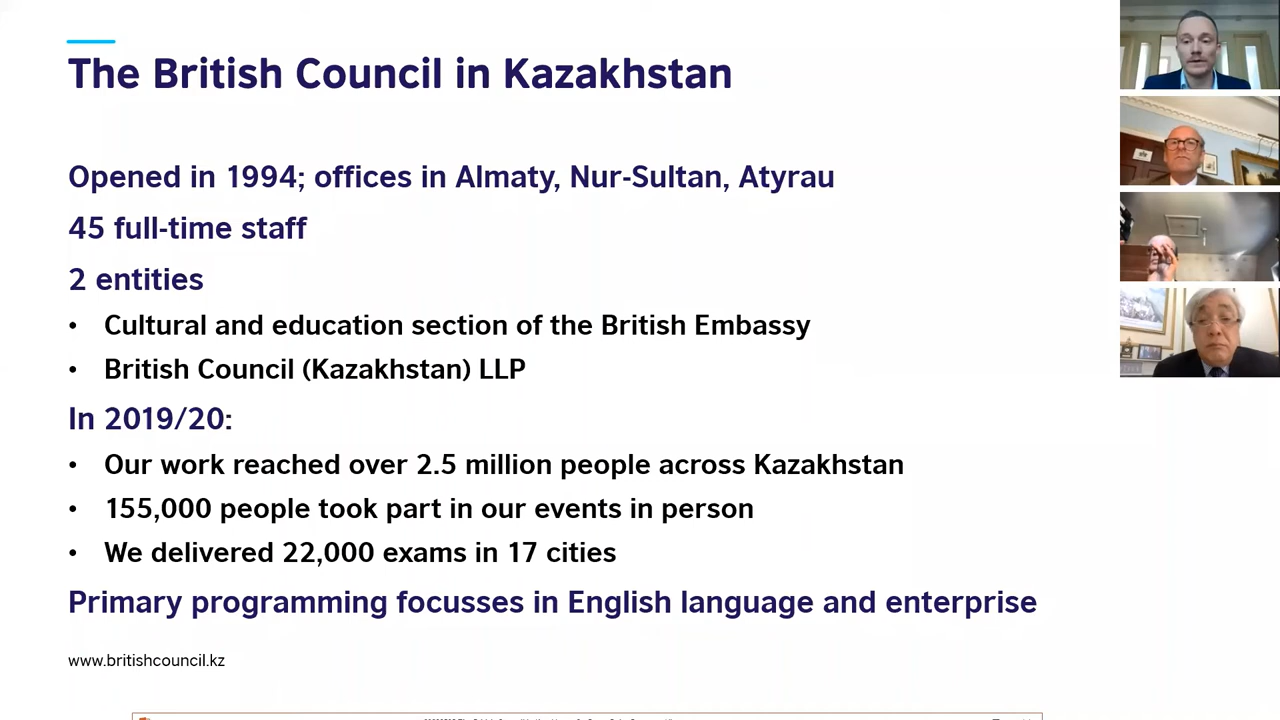 The British Council in Kazakhstan
Opened in 1994; offices in Almaty, Nur-Sultan, Atyrau
45 full-time staff
2 entities
• Cultural and education section of the British Embassy
• British Council (Kazakhstan) LLP
In 2019/20:
• Our work reached over 2.5 million people across Kazakhstan
• 155,000 people took part in our events in person
• We delivered 22,000 exams in 17 cities
Primary programming focusses in English language and enterprise
www.britishcouncil.kz